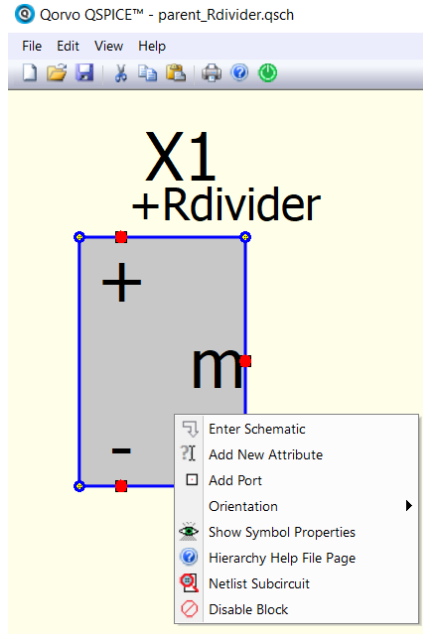 Qorvo QSPICE™ - parent_Rdivider.qsch
File Edit View Help
X1
+Rdivider
+
m
-
Enter Schematic
Add New Attribute
Add Port
Orientation
Show Symbol Properties
Hierarchy Help File Page
Netlist Subcircuit
Disable Block